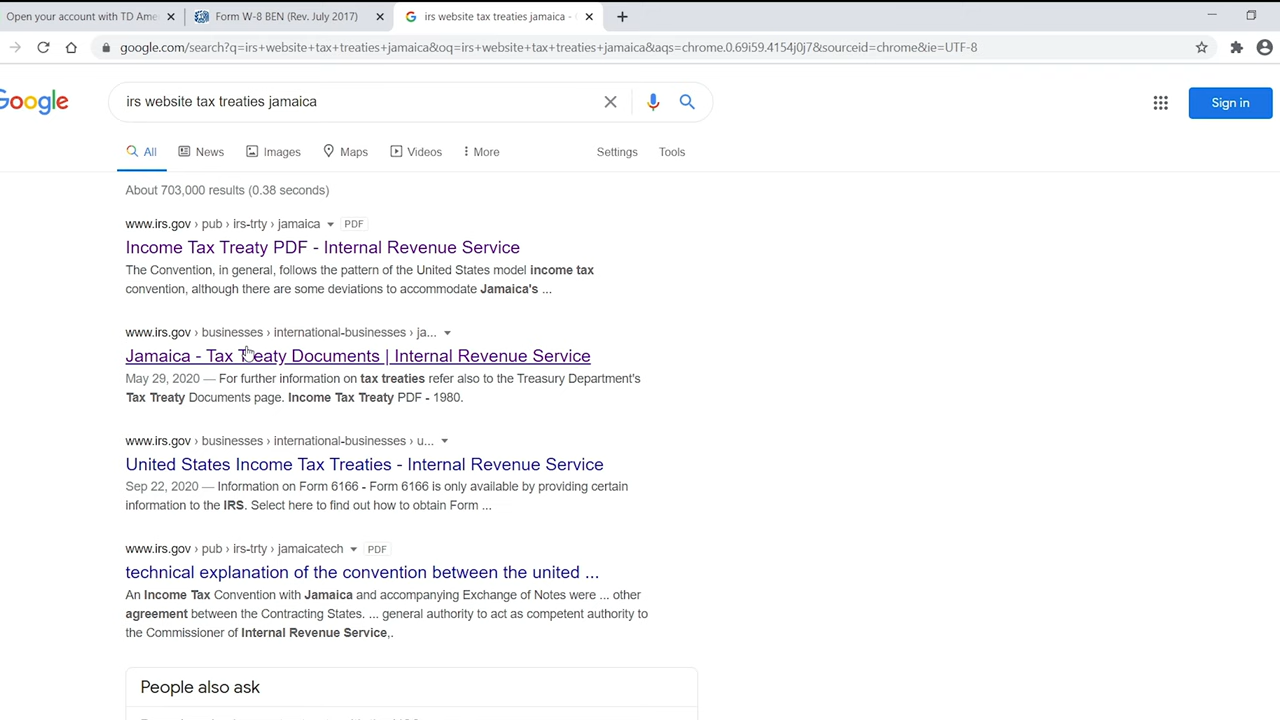 Open your account with TD Ame
Form W-8 BEN (Rev. July 2017)
irs website tax treaties jamaica -
google.com/search?q=irs+website+tax+treaties+jamaica&oq=irs+website+tax+treaties+jamaica&aqs=chrome.0.69i59.4154j0j7&sourceid=chrome&ie=UTF-8
Google
irs website tax treaties jamaica
Sign in
All News Images Maps Videos More Settings Tools
About 703,000 results (0.38 seconds)
www.irs.gov › pub › irs-trty › jamaica PDF
Income Tax Treaty PDF - Internal Revenue Service
The Convention, in general, follows the pattern of the United States model income tax
convention, although there are some deviations to accommodate Jamaica's ...
www.irs.gov › businesses › international-businesses › ja...
Jamaica - Tax Treaty Documents | Internal Revenue Service
May 29, 2020 — For further information on tax treaties refer also to the Treasury Department's
Tax Treaty Documents page. Income Tax Treaty PDF - 1980.
www.irs.gov › businesses › international-businesses › u...
United States Income Tax Treaties - Internal Revenue Service
Sep 22, 2020 — Information on Form 6166 - Form 6166 is only available by providing certain
information to the IRS. Select here to find out how to obtain Form ...
www.irs.gov › pub › irs-trty › jamaicatech PDF
technical explanation of the convention between the united ...
An Income Tax Convention with Jamaica and accompanying Exchange of Notes were ... other
agreement between the Contracting States. ... general authority to act as competent authority to
the Commissioner of Internal Revenue Service,.
People also ask